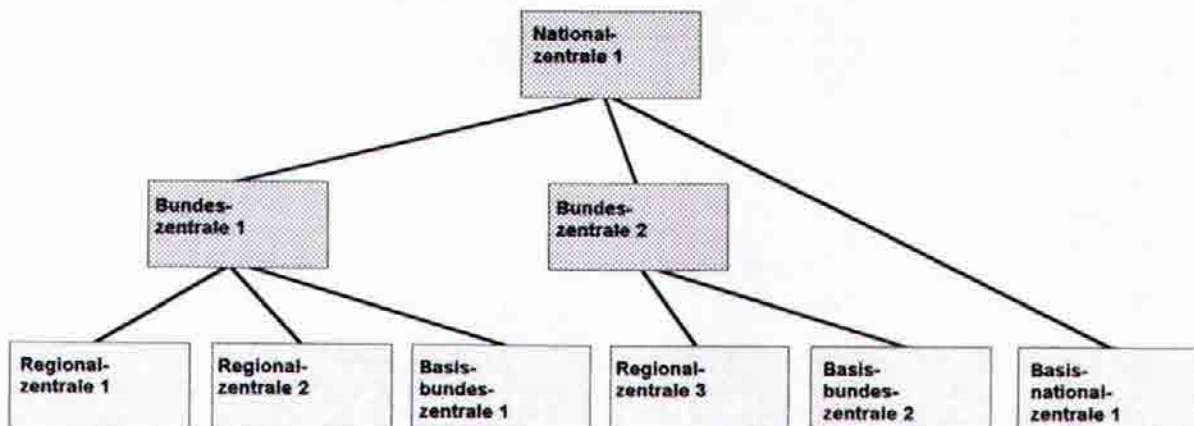 National-
zentrale 1
Bundes-
zentrale 1
Bundes-
zentrale 2
Regional-
zentrale 1
Regional-
zentrale 2
Basis-
bundes-
zentrale 1
Regional-
zentrale 3
Basis-
bundes-
zentrale 2
Basis-
national-
zentrale 1